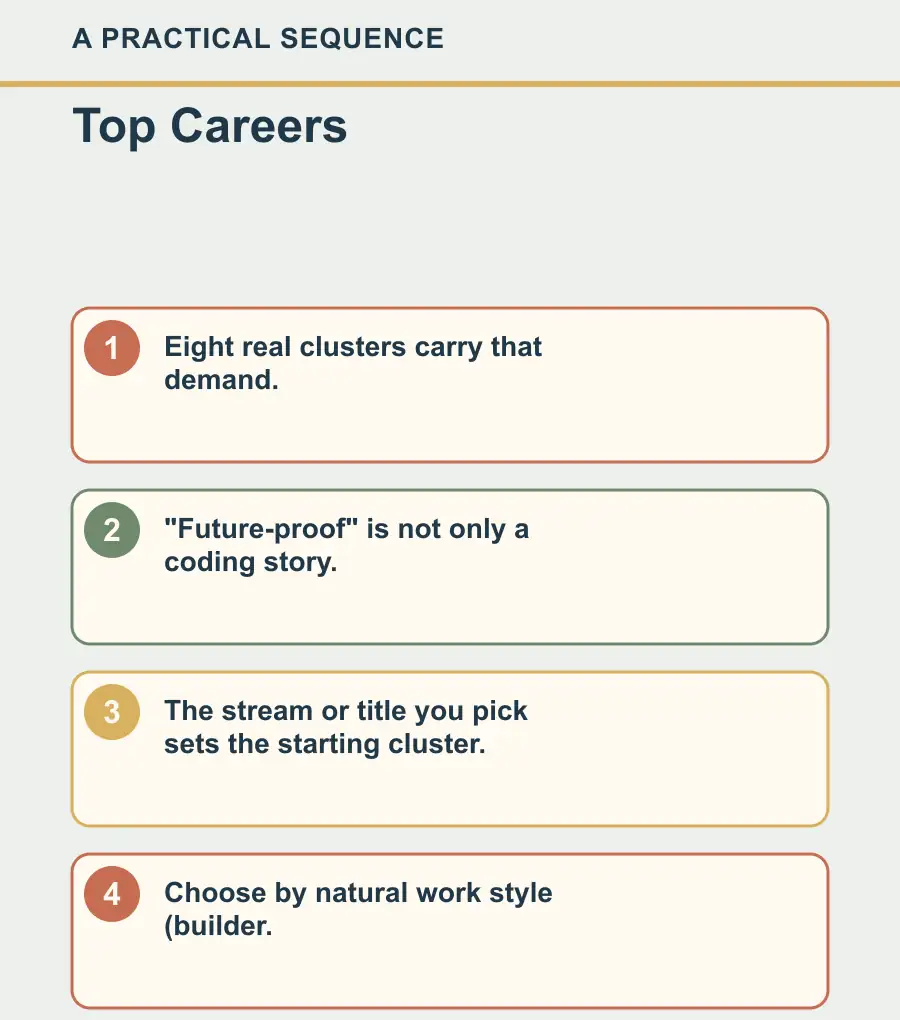 A PRACTICAL SEQUENCE
Top Careers
1
Eight real clusters carry that
demand.
2
"Future-proof" is not only a
coding story.
3
The stream or title you pick
sets the starting cluster.
4
Choose by natural work style
(builder.